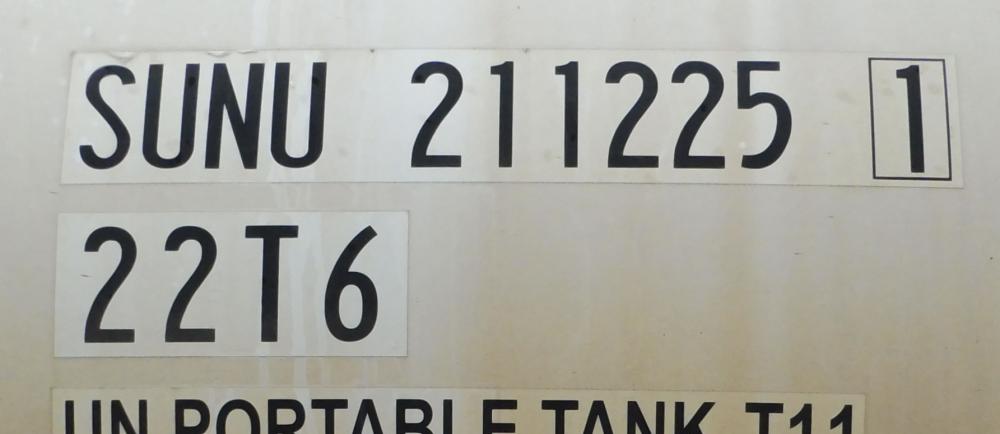 SUNU 211225 1
22T6
UN PORTABLE TANK T11